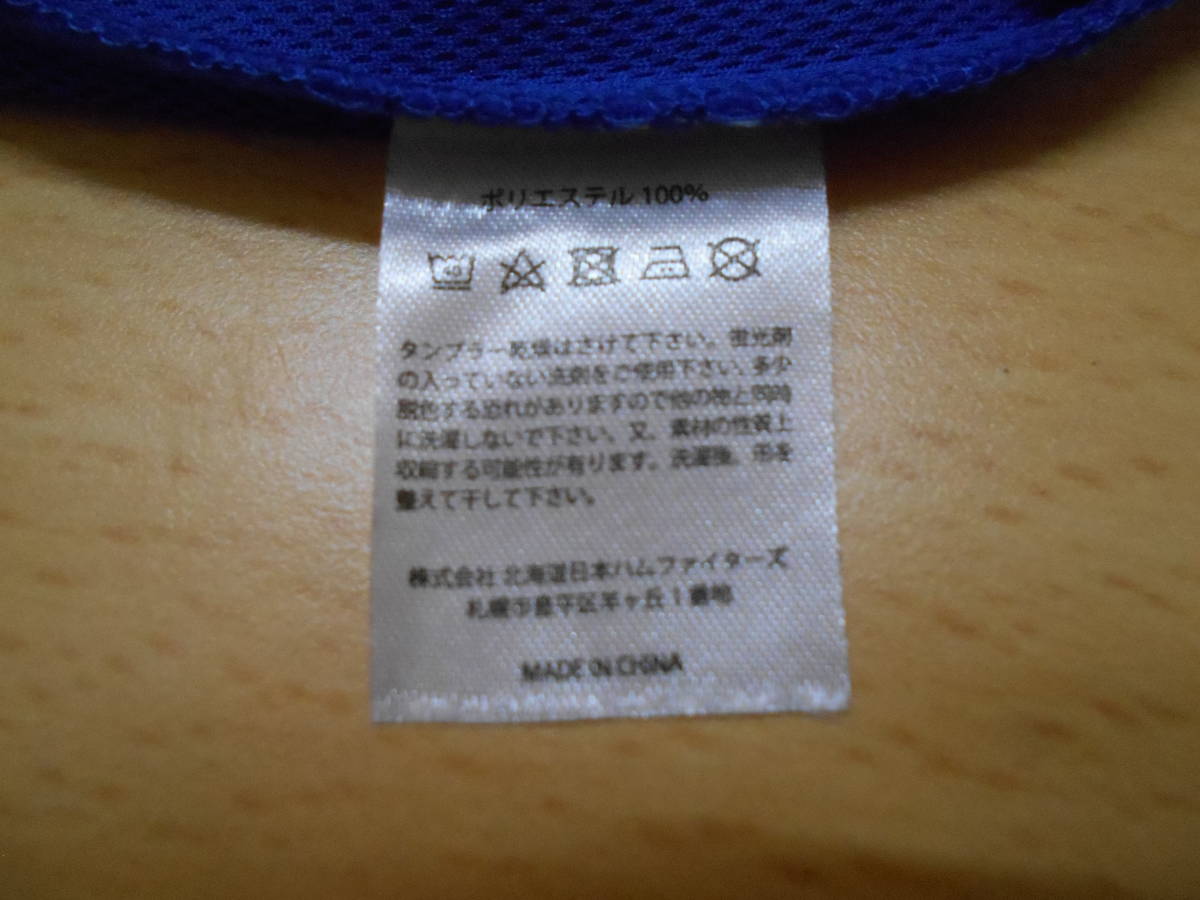 ポリエステル 100%
40
タンブラー乾燥はさけて下さい。蛍光剤
の入っていない洗剤をご使用下さい。多少
脱色する恐れがありますので他の物と同時
に洗濯しないで下さい。又、素材の性質上
収縮する可能性が有ります。洗濯後、形を
整えて干して下さい。
株式会社 北海道日本ハムファイターズ
札幌市豊平区羊ヶ丘1番地
MADE IN CHINA